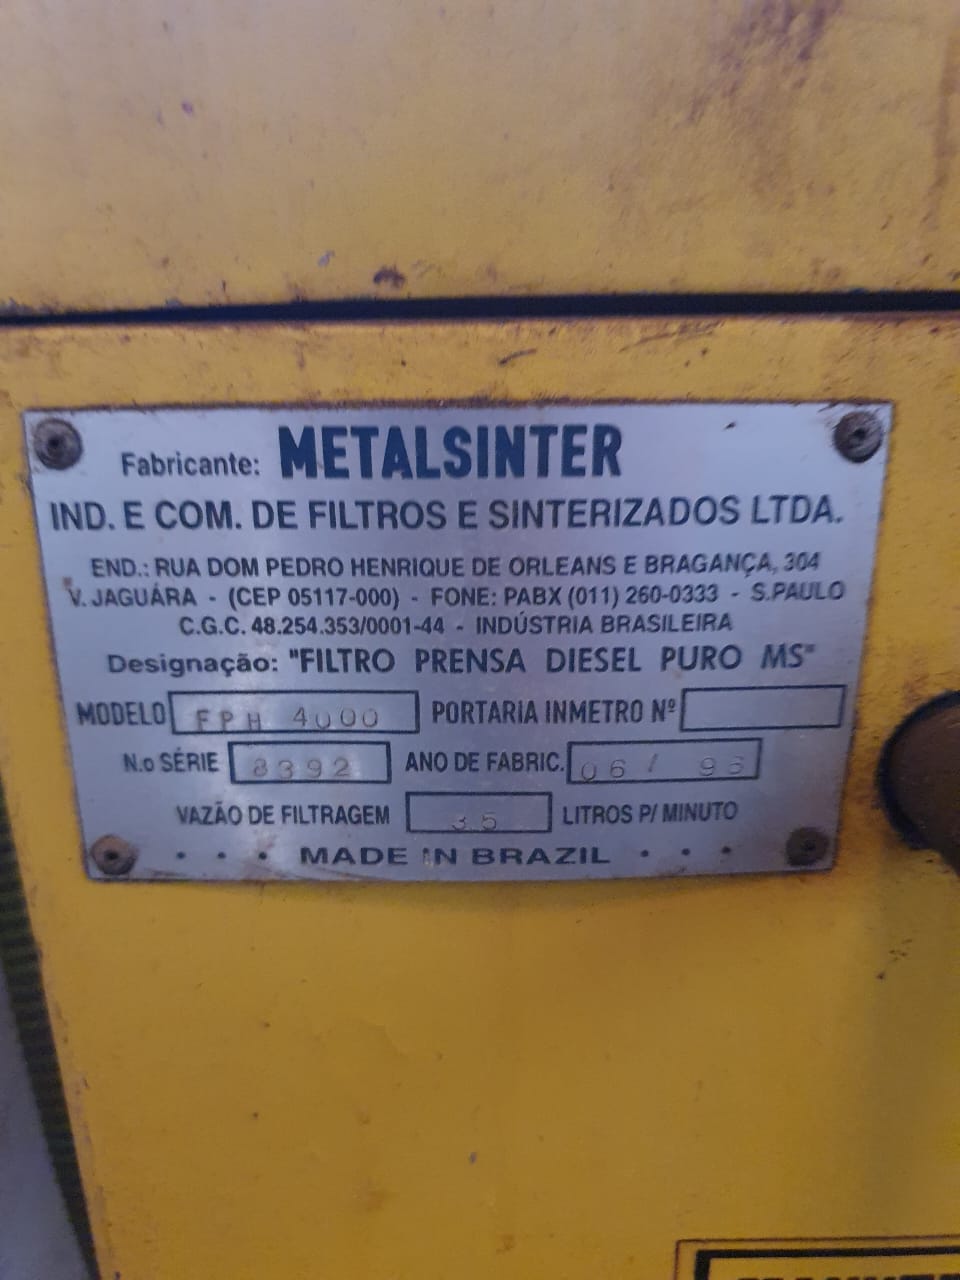 Fabricante: METALSINTER
IND. E COM. DE FILTROS E SINTERIZADOS LTDA.
END.: RUA DOM PEDRO HENRIQUE DE ORLEANS E BRAGANÇA, 304
V. JAGUÁRA - (CEP 05117-000) - FONE: PABX (011) 260-0333 - S.PAULO
C.G.C. 48.254.353/0001-44 - INDÚSTRIA BRASILEIRA
Designação: "FILTRO PRENSA DIESEL PURO MS"
MODELO FPH 4000 PORTARIA INMETRO Nº
N.o SÉRIE 8392 ANO DE FABRIC. 06 /
VAZÃO DE FILTRAGEM 35 LITROS P/ MINUTO
• • • MADE IN BRAZIL • • •